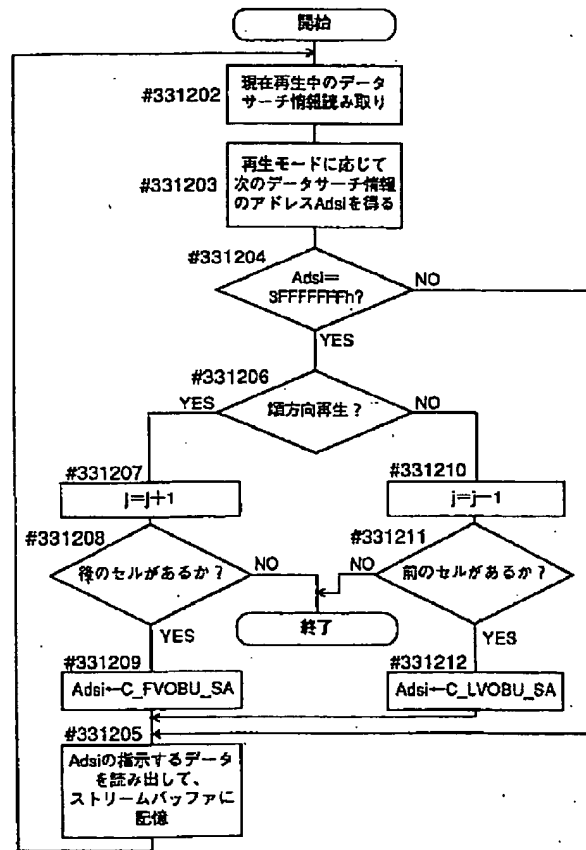 開始
#331202
現在再生中のデータ
サーチ情報読み取り
#331203
再生モードに応じて
次のデータサーチ情報
のアドレスAdsiを得る
#331204
Adsi=
3FFFFFFFh?
NO
YES
#331206
順方向再生？
YES
NO
#331207
j=j+1
#331210
j=j−1
#331208
後のセルがあるか？
NO
YES
#331211
前のセルがあるか？
NO
YES
終了
#331209
Adsi←C_FVOBU_SA
#331212
Adsi←C_LVOBU_SA
#331205
Adsiの指示するデータ
を読み出して、
ストリームバッファに
記憶